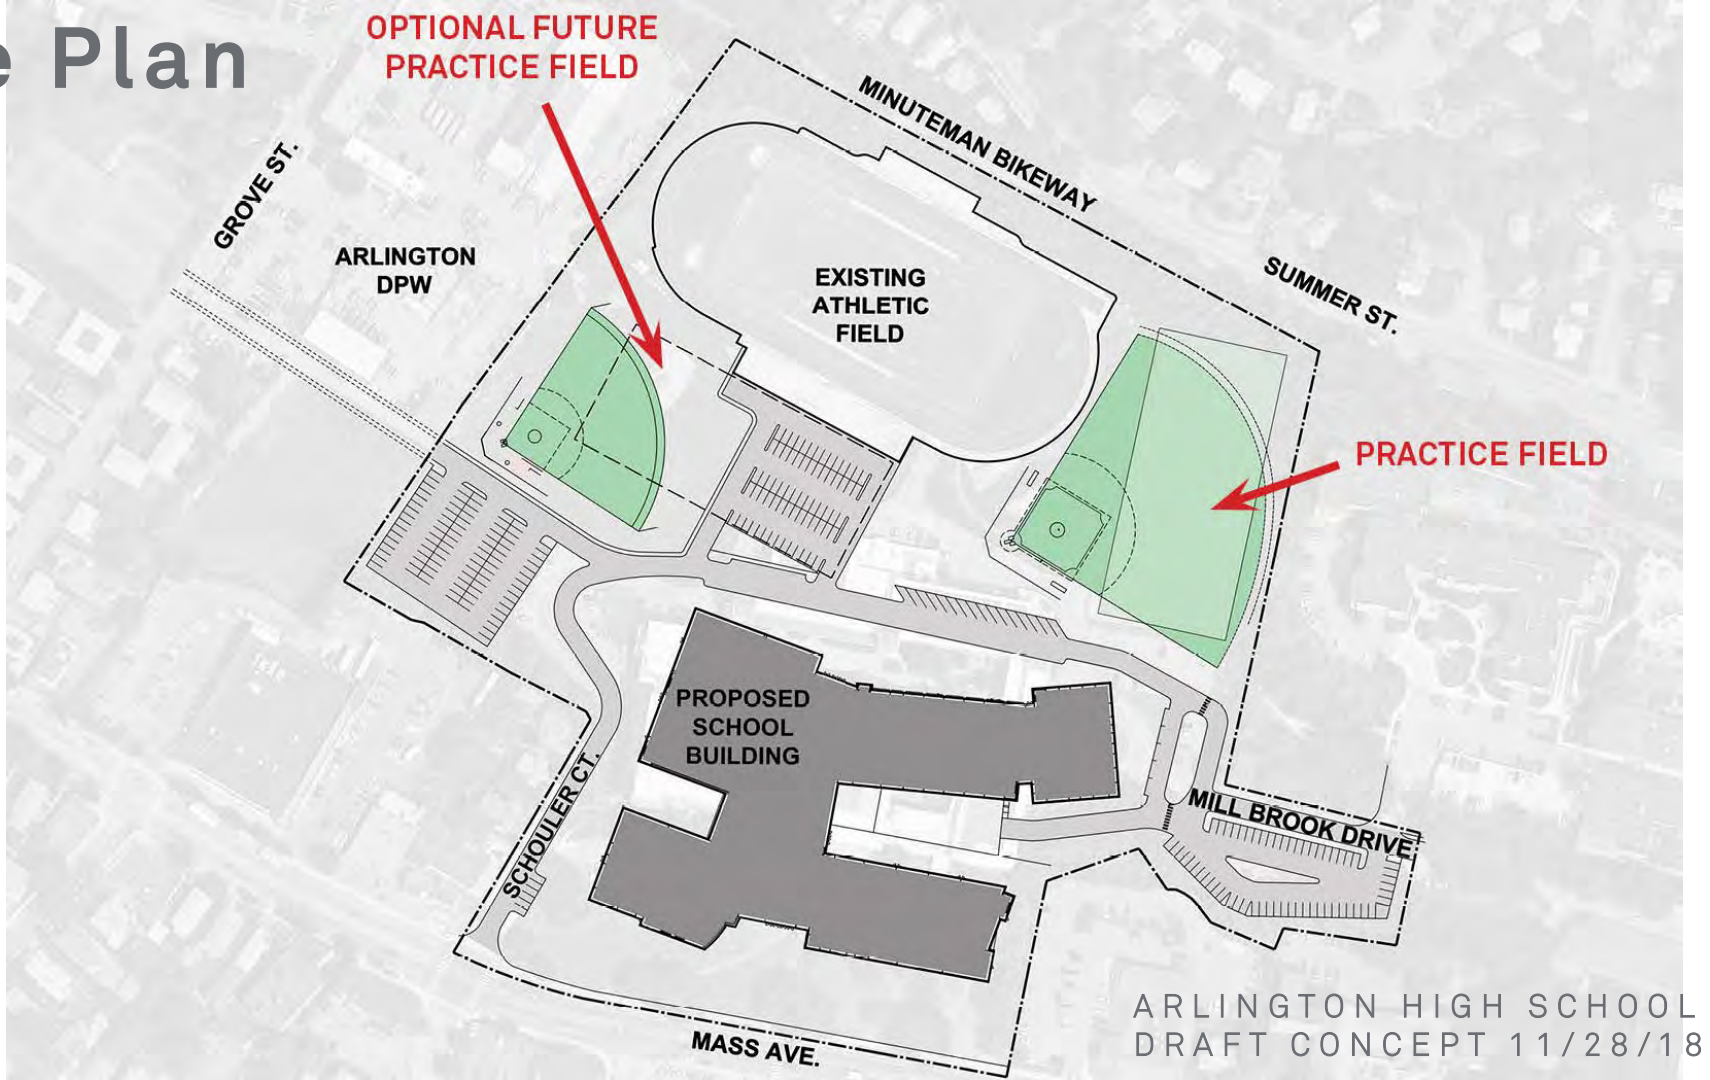 e Plan
OPTIONAL FUTURE
PRACTICE FIELD
MINUTEMAN BIKEWAY
GROVE ST.
ARLINGTON
DPW
EXISTING
ATHLETIC
FIELD
SUMMER ST.
PRACTICE FIELD
PROPOSED
SCHOOL
BUILDING
SCHOULER CT.
MILL BROOK DRIVE
MASS AVE.
ARLINGTON HIGH SCHOOL
DRAFT CONCEPT 11/28/18